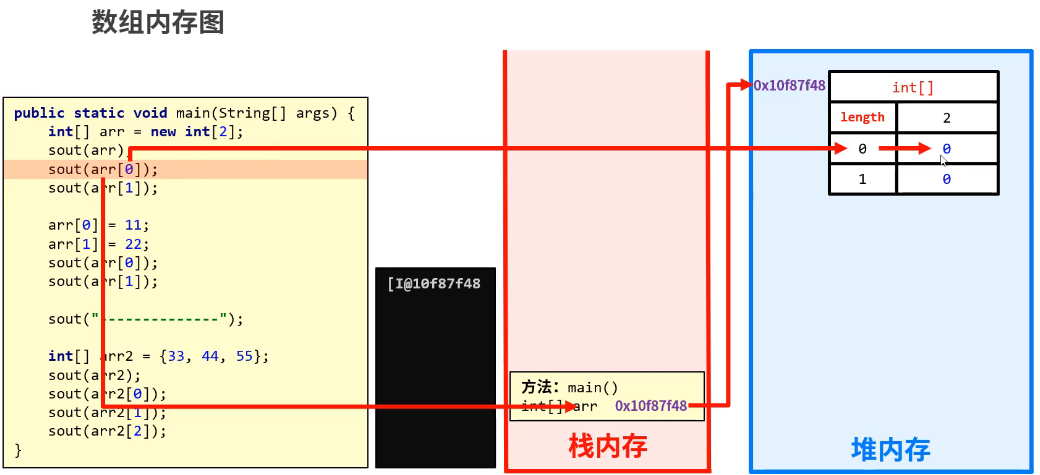 数组内存图
public static void main(String[] args) {
int[] arr = new int[2];
sout(arr)
sout(arr[0]);
sout(arr[1]);
arr[0] = 11;
arr[1] = 22;
sout(arr[0]);
sout(arr[1]);
sout("--------------");
int[] arr2 = {33, 44, 55};
sout(arr2);
sout(arr2[0]);
sout(arr2[1]);
sout(arr2[2]);
}
[I@10f87f48
方法：main()
int[] arr 0x10f87f48
栈内存
0x10f87f48
int[]
length 2
0 0
1 0
堆内存